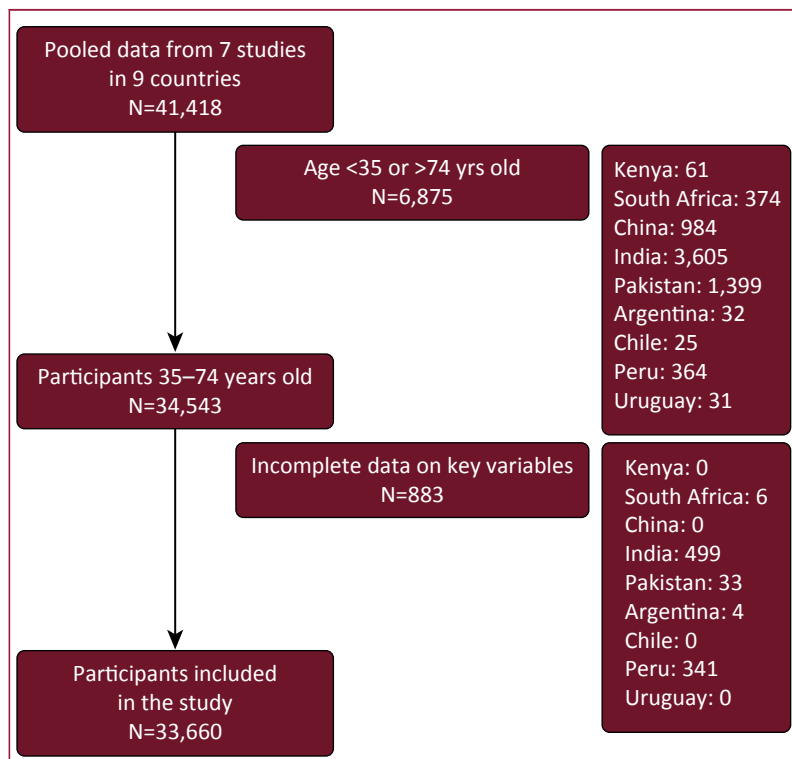 Pooled data from 7 studies
in 9 countries
N=41,418
Age <35 or >74 yrs old
N=6,875
Kenya: 61
South Africa: 374
China: 984
India: 3,605
Pakistan: 1,399
Argentina: 32
Chile: 25
Peru: 364
Uruguay: 31
Participants 35–74 years old
N=34,543
Incomplete data on key variables
N=883
Kenya: 0
South Africa: 6
China: 0
India: 499
Pakistan: 33
Argentina: 4
Chile: 0
Peru: 341
Uruguay: 0
Participants included
in the study
N=33,660